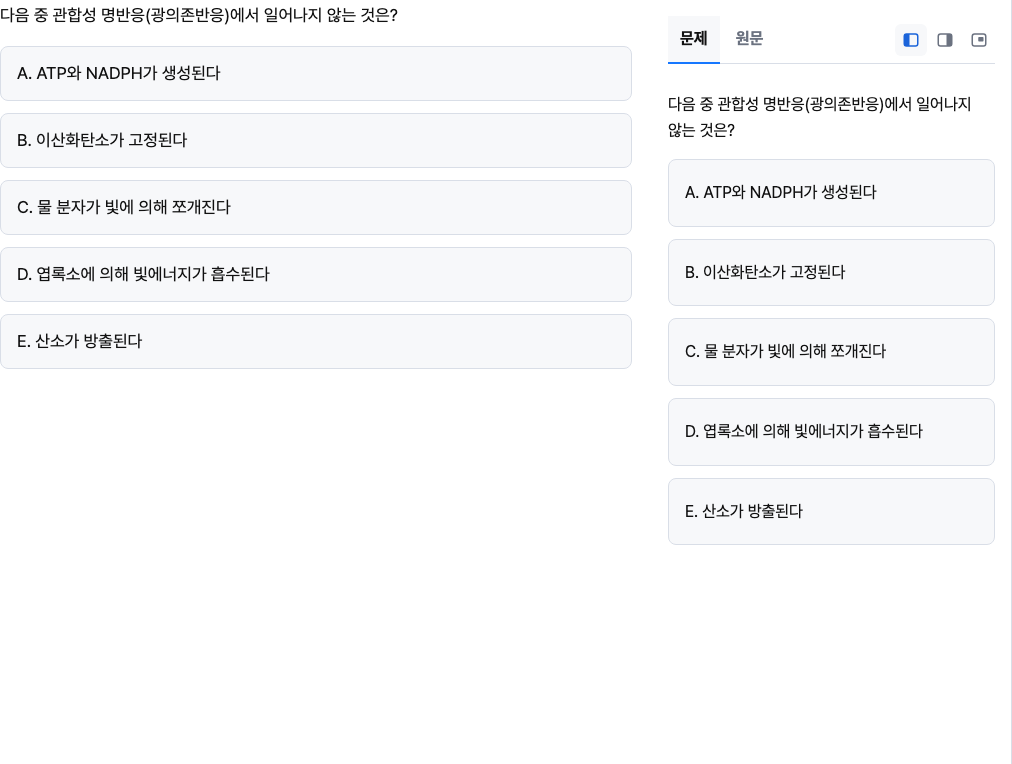 다음 중 관합성 명반응(광의존반응)에서 일어나지 않는 것은?
A. ATP와 NADPH가 생성된다
B. 이산화탄소가 고정된다
C. 물 분자가 빛에 의해 쪼개진다
D. 엽록소에 의해 빛에너지가 흡수된다
E. 산소가 방출된다
문제 원문
다음 중 관합성 명반응(광의존반응)에서 일어나지
않는 것은?
A. ATP와 NADPH가 생성된다
B. 이산화탄소가 고정된다
C. 물 분자가 빛에 의해 쪼개진다
D. 엽록소에 의해 빛에너지가 흡수된다
E. 산소가 방출된다